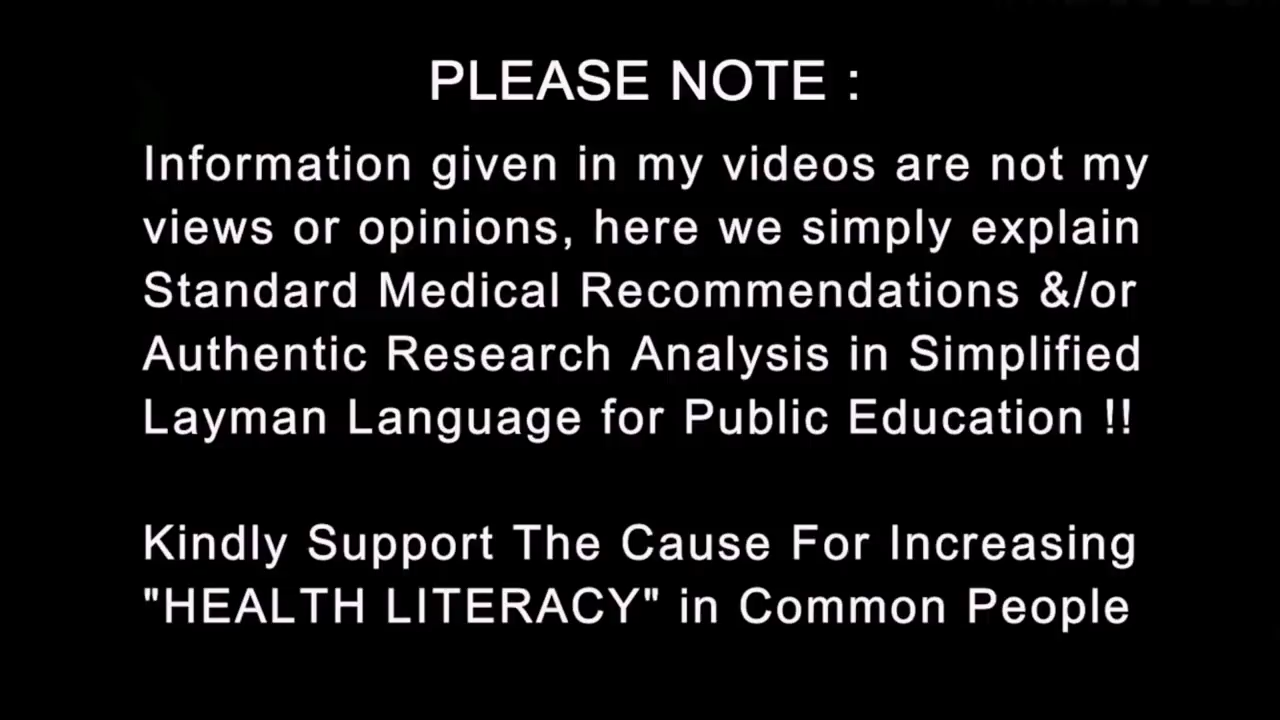 PLEASE NOTE :
Information given in my videos are not my
views or opinions, here we simply explain
Standard Medical Recommendations &/or
Authentic Research Analysis in Simplified
Layman Language for Public Education !!
Kindly Support The Cause For Increasing
"HEALTH LITERACY" in Common People